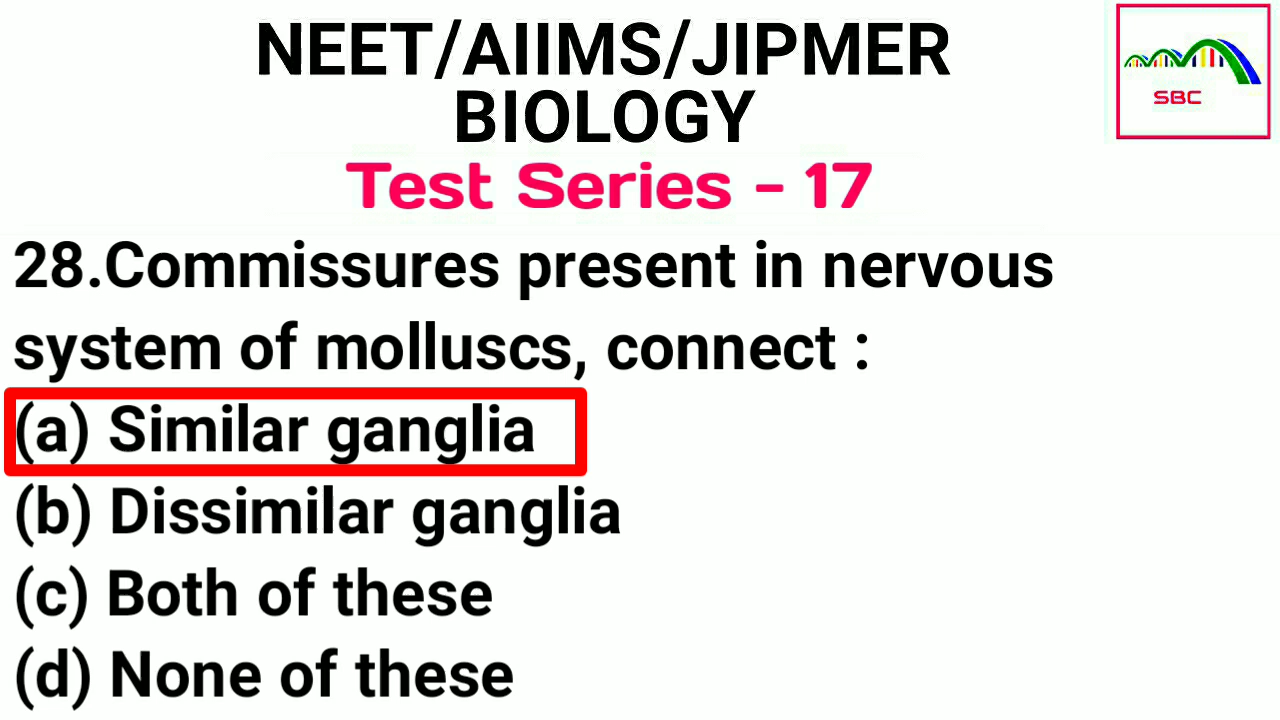 NEET/AIIMS/JIPMER
BIOLOGY
SBC
Test Series - 17
28.Commissures present in nervous
system of molluscs, connect :
(a) Similar ganglia
(b) Dissimilar ganglia
(c) Both of these
(d) None of these